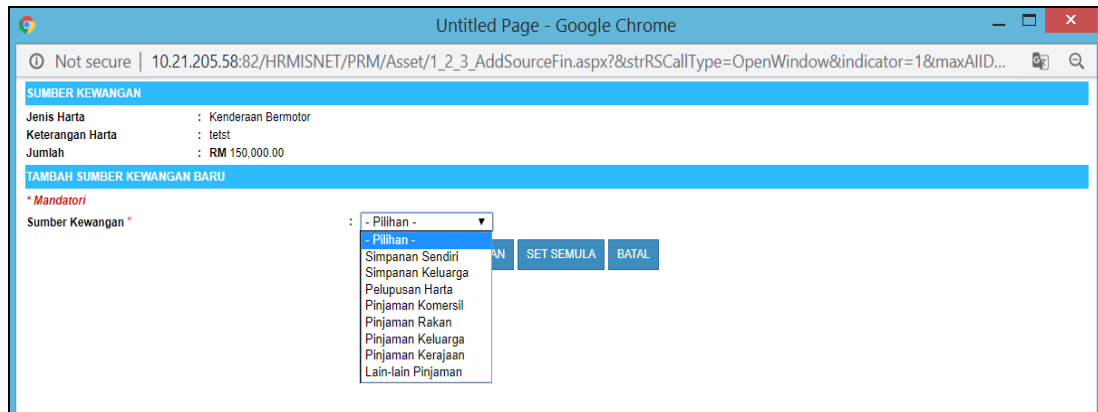 Untitled Page - Google Chrome
Not secure | 10.21.205.58:82/HRMISNET/PRM/Asset/1_2_3_AddSourceFin.aspx?&strRSCallType=OpenWindow&indicator=1&maxAllD...
SUMBER KEWANGAN
Jenis Harta : Kenderaan Bermotor
Keterangan Harta : tetst
Jumlah : RM 150,000.00
TAMBAH SUMBER KEWANGAN BARU
* Mandatori
Sumber Kewangan * : - Pilihan -
- Pilihan -
AN SET SEMULA BATAL
Simpanan Sendiri
Simpanan Keluarga
Pelupusan Harta
Pinjaman Komersil
Pinjaman Rakan
Pinjaman Keluarga
Pinjaman Kerajaan
Lain-lain Pinjaman